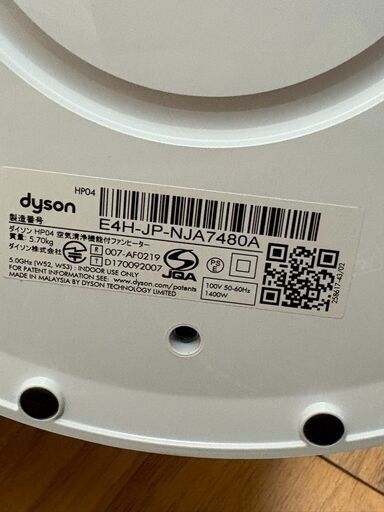 dyson
HP04
製造番号
E4H-JP-NJA7480A
ダイソン HP04 空気清浄機能付ファンヒーター
質量: 5.70kg
ダイソン株式会社
R 007-AF0219
T D170092007
JQA
PS E
5.0GHz (W52, W53) : INDOOR USE ONLY
FOR PATENT INFORMATION SEE: www.dyson.com/patents
MADE IN MALAYSIA BY DYSON TECHNOLOGY LIMITED
100V 50-60Hz
1400W
258617-43/02